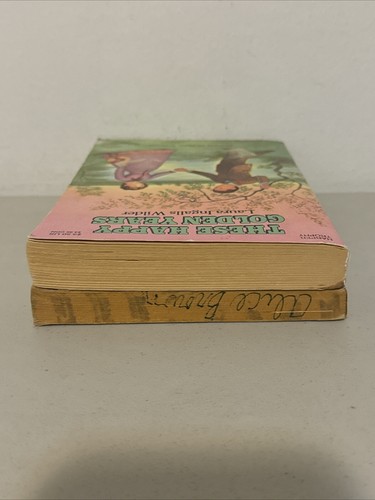 THESE HAPPY
GOLDEN YEARS
Laura Ingalls Wilder
Alice Brown